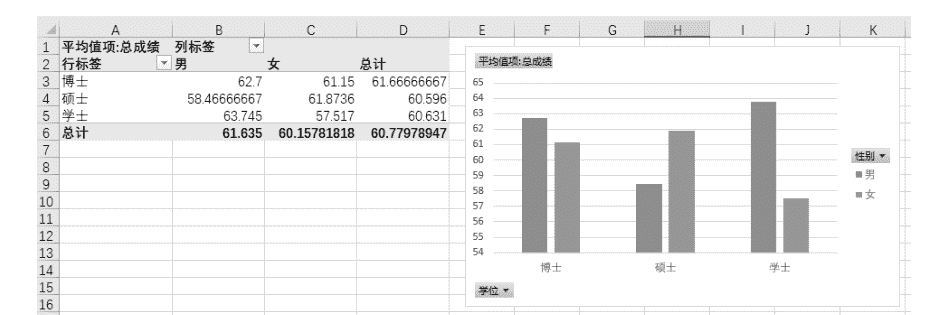 A B C D E F G H I J K
1 平均值项:总成绩 列标签
2 行标签 男 女 总计
3 博士 62.7 61.15 61.66666667
4 硕士 58.46666667 61.8736 60.596
5 学士 63.745 57.517 60.631
6 总计 61.635 60.15781818 60.77978947
7
8
9
10
11
12
13
14
15
16
平均值项:总成绩
65
64
63
62
61
60
59
58
57
56
55
54
博士 硕士 学士
学位
性别
男
女